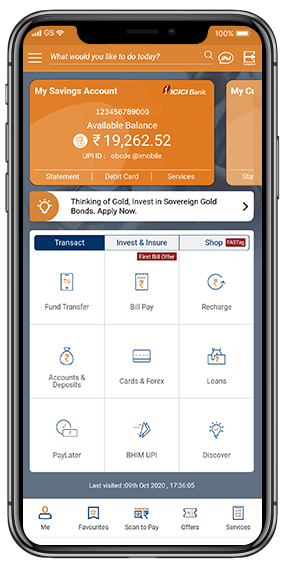 GS
100%
What would you like to do today?
My Savings Account
ICICI Bank
My Cu
123456789000
Available Balance
₹ 19,262.52
UPI ID : abcde @imobile
Statement
Debit Card
Services
Sta
Thinking of Gold, Invest in Sovereign Gold
Bonds. Apply Now.
Transact
Invest & Insure
Shop
FASTag
First Bill Offer
Fund Transfer
Bill Pay
Recharge
Accounts &
Deposits
Cards & Forex
Loans
PayLater
BHIM UPI
Discover
Last visited :09th Oct 2020 , 17:36:05
Me
Favourites
Scan to Pay
Offers
Services